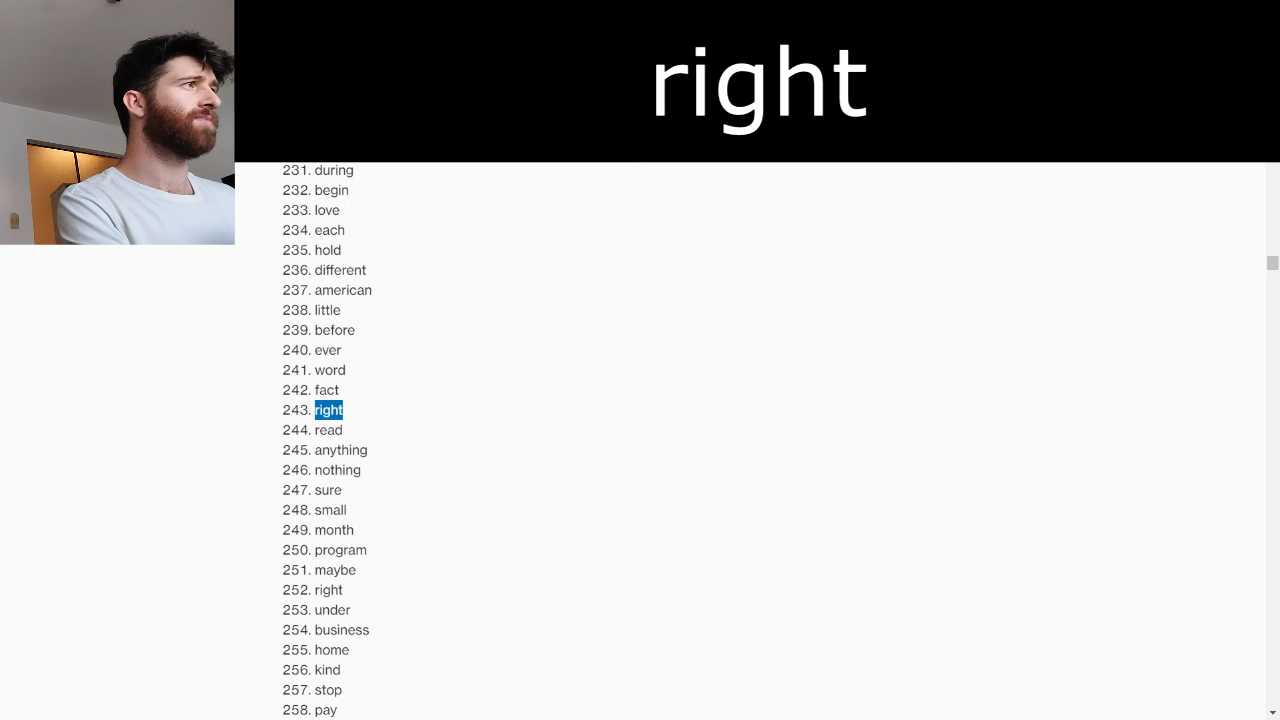 right
231. during
232. begin
233. love
234. each
235. hold
236. different
237. american
238. little
239. before
240. ever
241. word
242. fact
243. right
244. read
245. anything
246. nothing
247. sure
248. small
249. month
250. program
251. maybe
252. right
253. under
254. business
255. home
256. kind
257. stop
258. pay